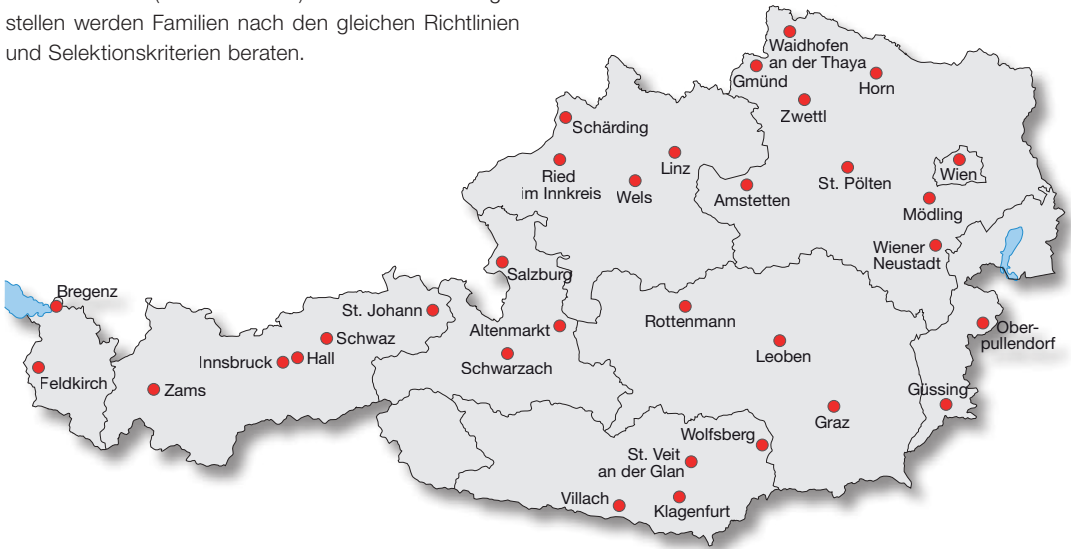 stellen werden Familien nach den gleichen Richtlinien
und Selektionskriterien beraten.
Waidhofen
an der Thaya
Gmünd
Horn
Zwettl
Schärding
Ried
im Innkreis
Wels
Linz
Amstetten
St. Pölten
Wien
Mödling
Wiener
Neustadt
Salzburg
Bregenz
St. Johann
Schwaz
Innsbruck
Hall
Feldkirch
Zams
Altenmarkt
Schwarzach
Rottenmann
Leoben
Ober-
pullendorf
Güssing
Graz
Wolfsberg
St. Veit
an der Glan
Villach
Klagenfurt